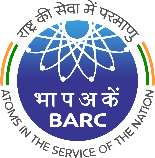 राष्ट्र की सेवा में परमाणु
भा प अ कें
BARC
ATOMS IN THE SERVICE OF THE NATION